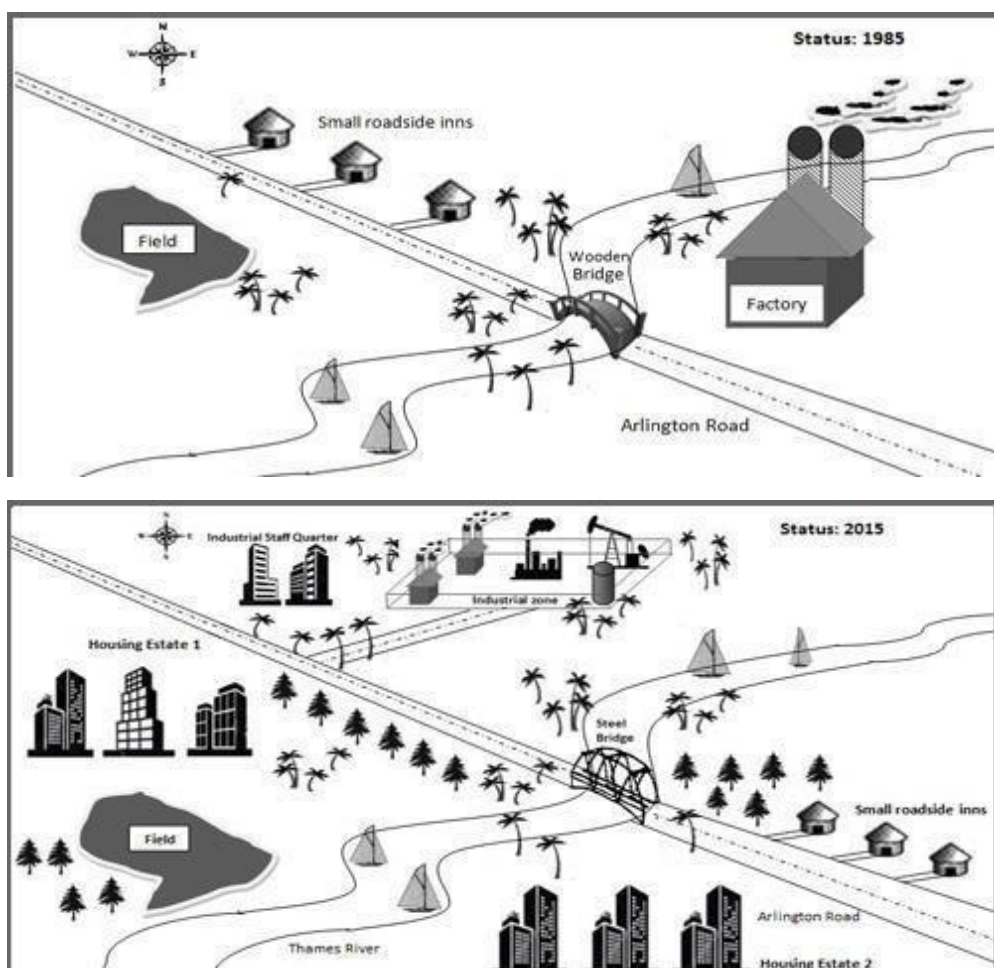 N
Status: 1985
W E
S
Small roadside inns
Field
Wooden
Bridge
Factory
Arlington Road
Status: 2015
Industrial Staff Quarter
Industrial zone
Housing Estate 1
Steel
Bridge
Small roadside inns
Field
Arlington Road
Thames River
Housing Estate 2